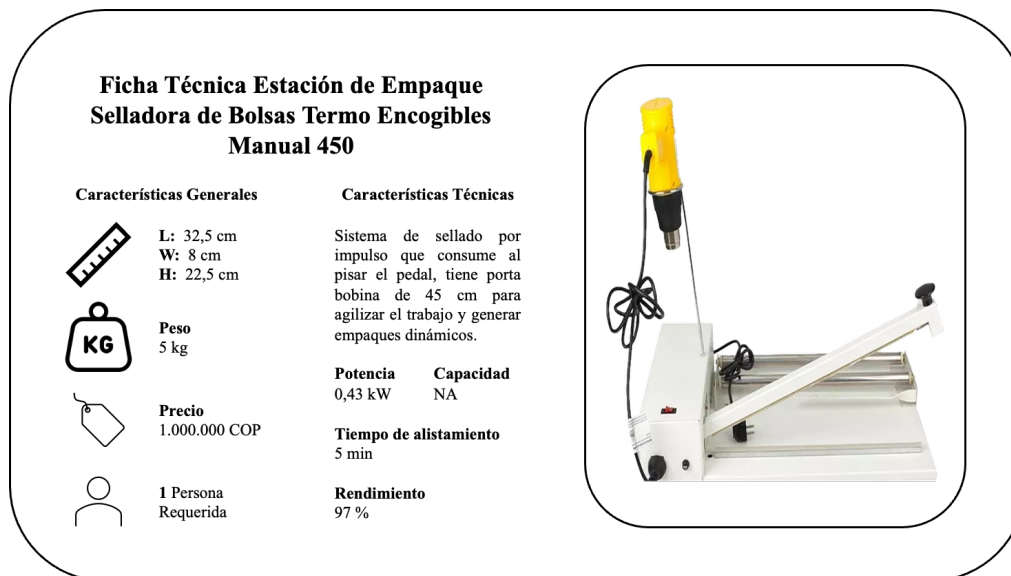 Ficha Técnica Estación de Empaque
Selladora de Bolsas Termo Encogibles
Manual 450
Características Generales
L: 32,5 cm
W: 8 cm
H: 22,5 cm
KG
Peso
5 kg
Precio
1.000.000 COP
1 Persona
Requerida
Características Técnicas
Sistema de sellado por
impulso que consume al
pisar el pedal, tiene porta
bobina de 45 cm para
agilizar el trabajo y generar
empaques dinámicos.
Potencia Capacidad
0,43 kW NA
Tiempo de alistamiento
5 min
Rendimiento
97 %